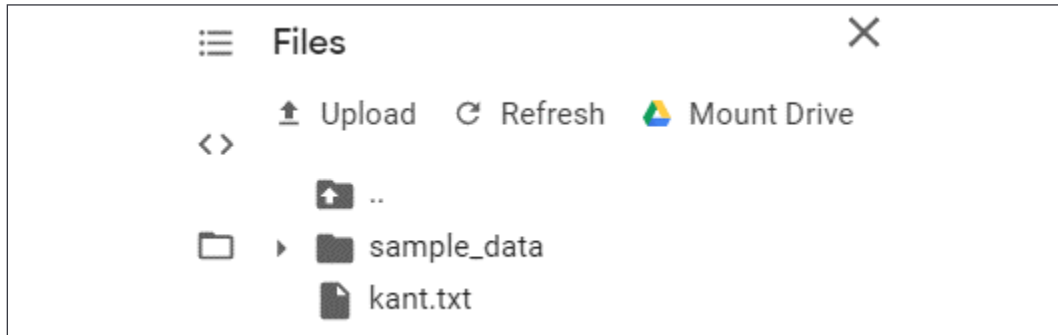 Files
Upload Refresh Mount Drive
..
sample_data
kant.txt